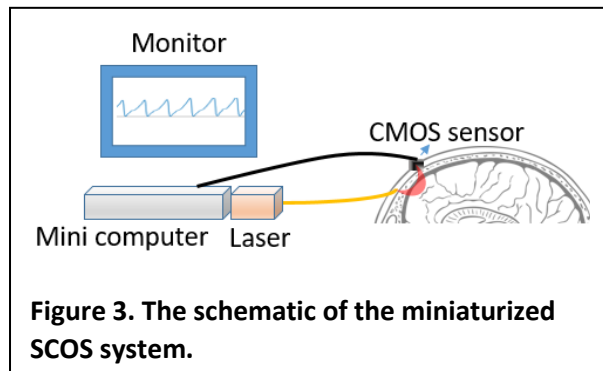 Monitor
CMOS sensor
Mini computer
Laser
Figure 3. The schematic of the miniaturized
SCOS system.